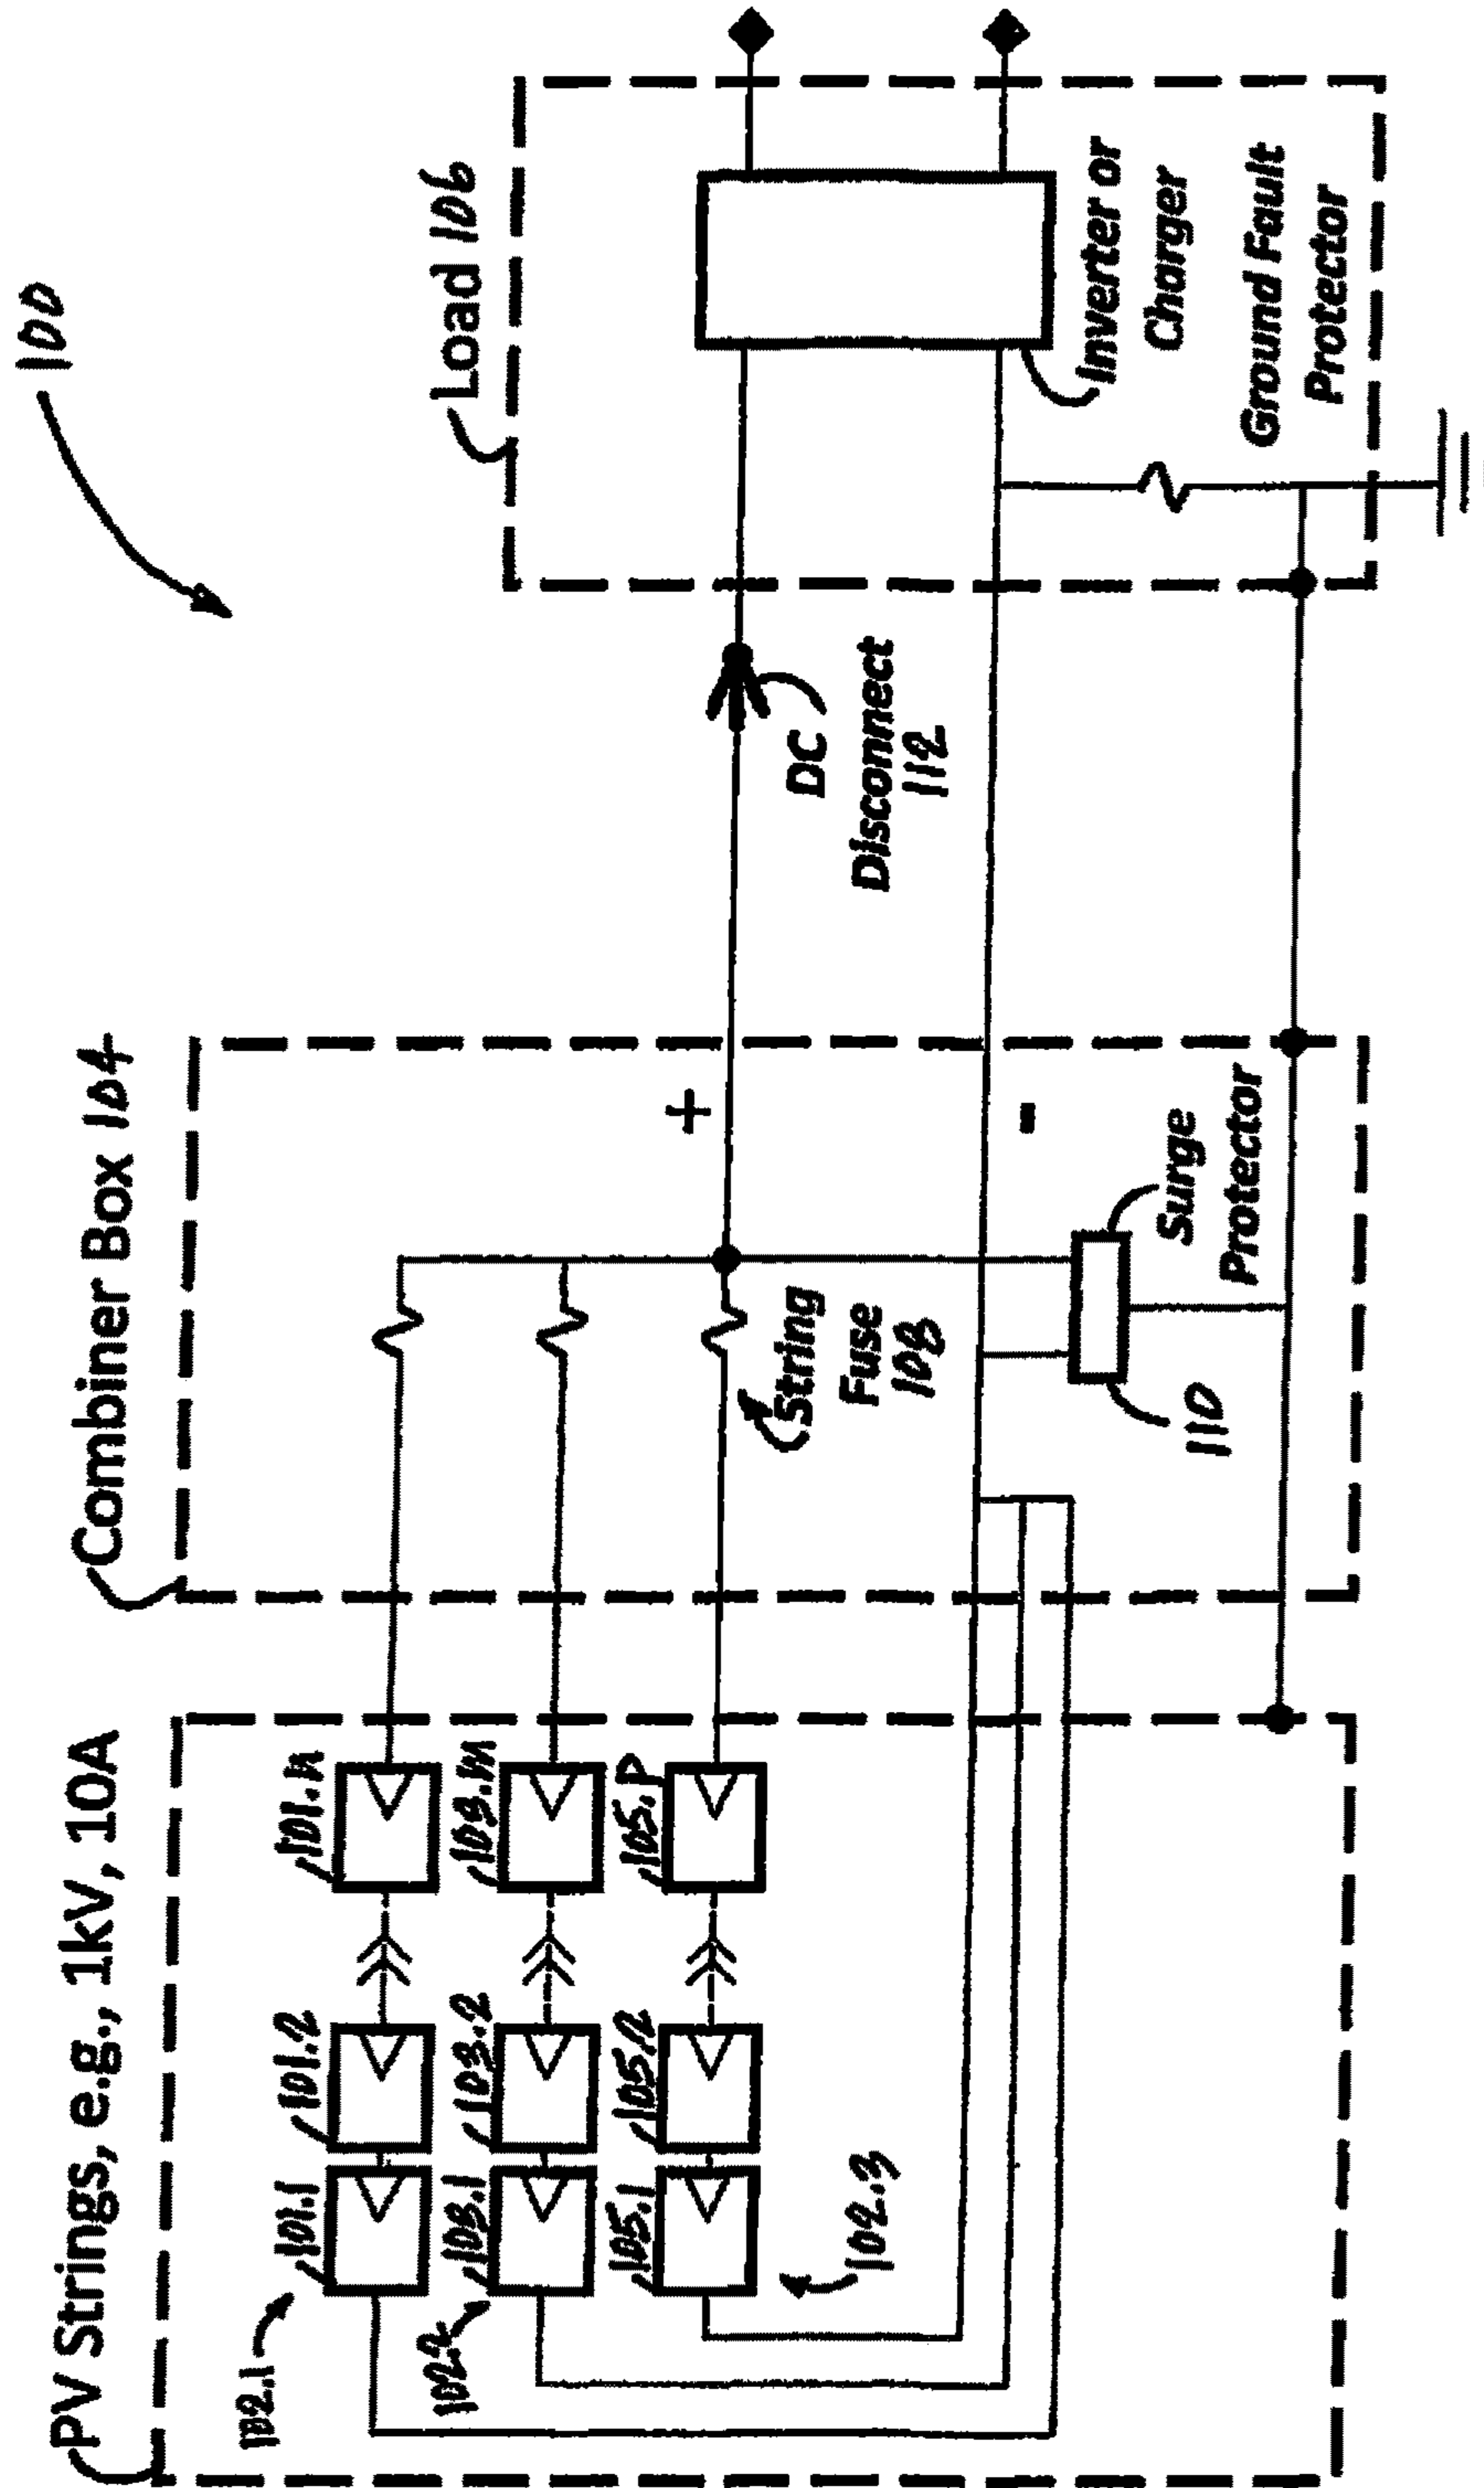 100
PV Strings, e.g., 1kV, 10A
Combiner Box 104
Load 106
102.1
101.1
101.2
101.n
102.2
103.1
103.2
103.m
102.3
105.1
105.2
105.p
String
Fuse
108
+
-
110
Surge
Protector
DC
Disconnect
112
Inverter or
Charger
Ground Fault
Protector